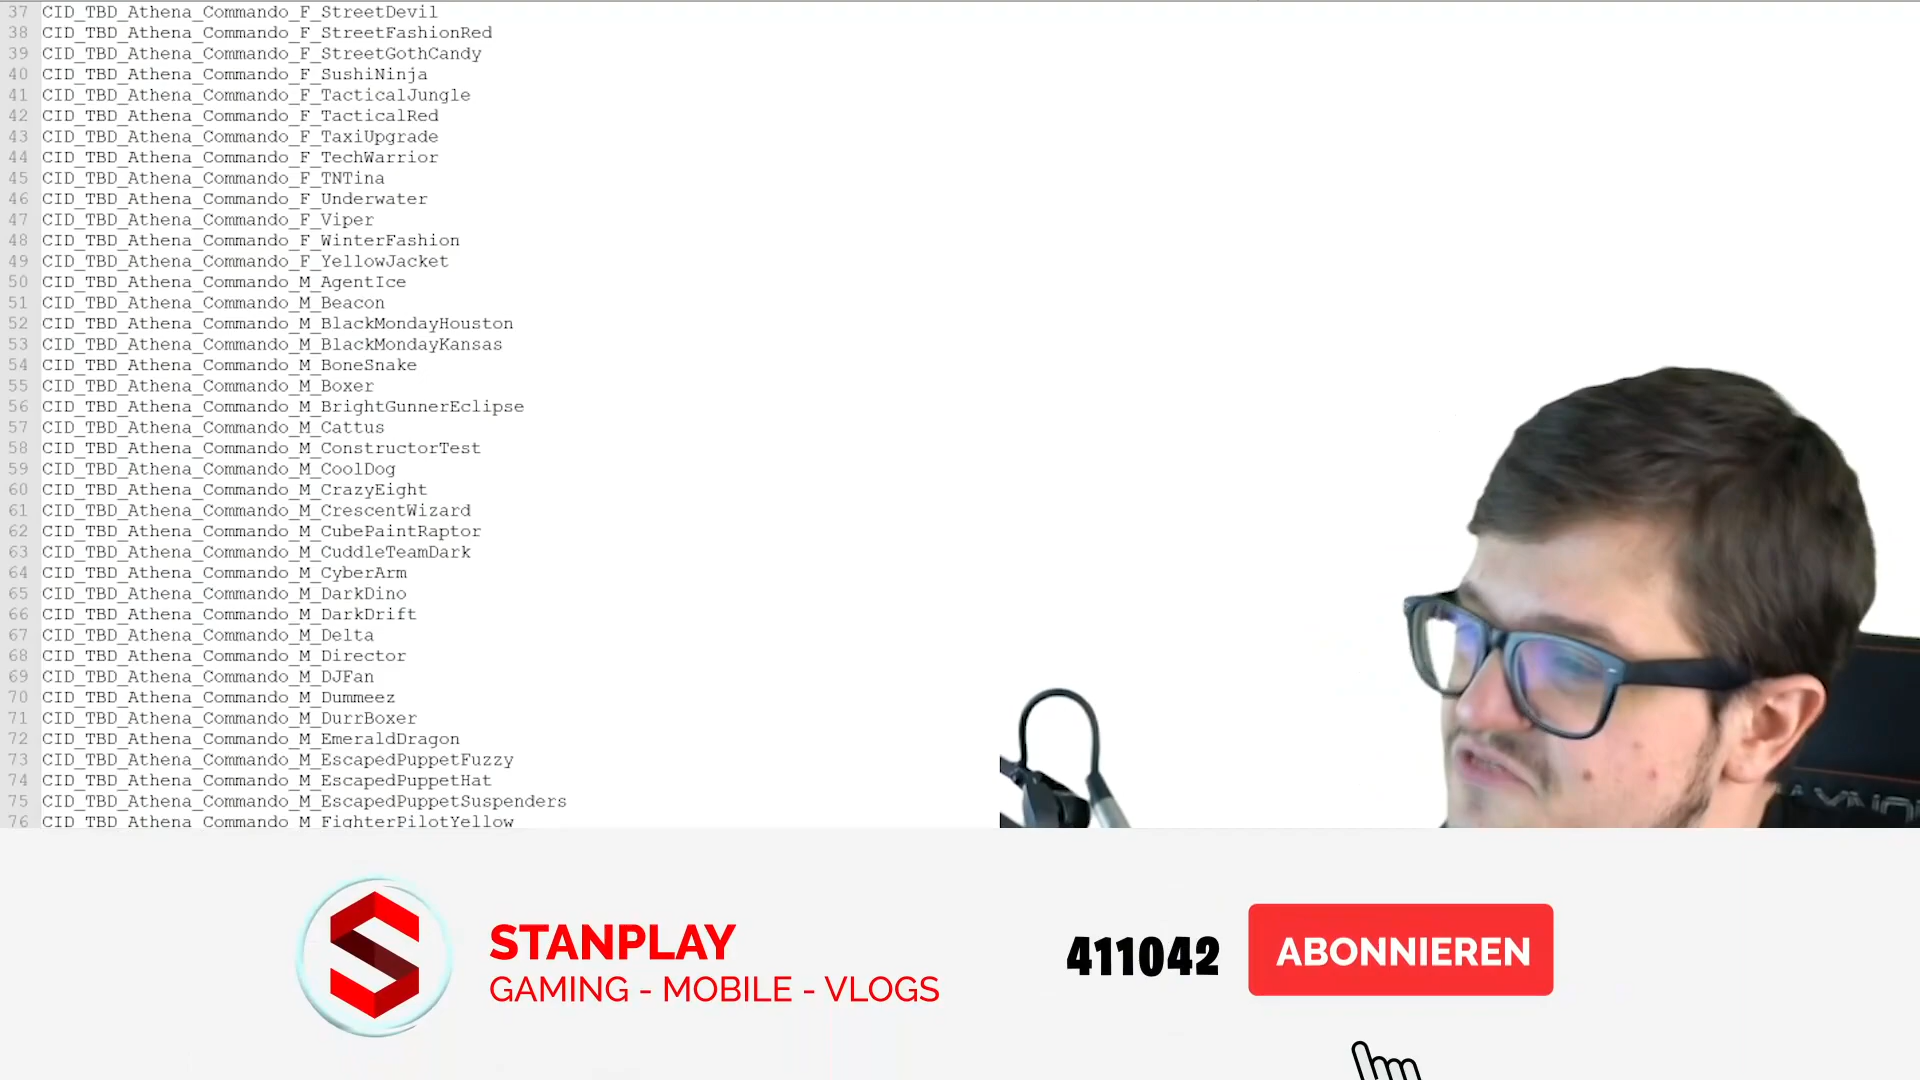 37 CID_TBD_Athena_Commando_F_StreetDevil
38 CID_TBD_Athena_Commando_F_StreetFashionRed
39 CID_TBD_Athena_Commando_F_StreetGothCandy
40 CID_TBD_Athena_Commando_F_SushiNinja
41 CID_TBD_Athena_Commando_F_TacticalJungle
42 CID_TBD_Athena_Commando_F_TacticalRed
43 CID_TBD_Athena_Commando_F_TaxiUpgrade
44 CID_TBD_Athena_Commando_F_TechWarrior
45 CID_TBD_Athena_Commando_F_TNTina
46 CID_TBD_Athena_Commando_F_Underwater
47 CID_TBD_Athena_Commando_F_Viper
48 CID_TBD_Athena_Commando_F_WinterFashion
49 CID_TBD_Athena_Commando_F_YellowJacket
50 CID_TBD_Athena_Commando_M_AgentIce
51 CID_TBD_Athena_Commando_M_Beacon
52 CID_TBD_Athena_Commando_M_BlackMondayHouston
53 CID_TBD_Athena_Commando_M_BlackMondayKansas
54 CID_TBD_Athena_Commando_M_BoneSnake
55 CID_TBD_Athena_Commando_M_Boxer
56 CID_TBD_Athena_Commando_M_BrightGunnerEclipse
57 CID_TBD_Athena_Commando_M_Cattus
58 CID_TBD_Athena_Commando_M_ConstructorTest
59 CID_TBD_Athena_Commando_M_CoolDog
60 CID_TBD_Athena_Commando_M_CrazyEight
61 CID_TBD_Athena_Commando_M_CrescentWizard
62 CID_TBD_Athena_Commando_M_CubePaintRaptor
63 CID_TBD_Athena_Commando_M_CuddleTeamDark
64 CID_TBD_Athena_Commando_M_CyberArm
65 CID_TBD_Athena_Commando_M_DarkDino
66 CID_TBD_Athena_Commando_M_DarkDrift
67 CID_TBD_Athena_Commando_M_Delta
68 CID_TBD_Athena_Commando_M_Director
69 CID_TBD_Athena_Commando_M_DJFan
70 CID_TBD_Athena_Commando_M_Dummeez
71 CID_TBD_Athena_Commando_M_DurrBoxer
72 CID_TBD_Athena_Commando_M_EmeraldDragon
73 CID_TBD_Athena_Commando_M_EscapedPuppetFuzzy
74 CID_TBD_Athena_Commando_M_EscapedPuppetHat
75 CID_TBD_Athena_Commando_M_EscapedPuppetSuspenders
76 CID_TBD_Athena_Commando_M_FighterPilotYellow
STANPLAY
GAMING - MOBILE - VLOGS
411042
ABONNIEREN